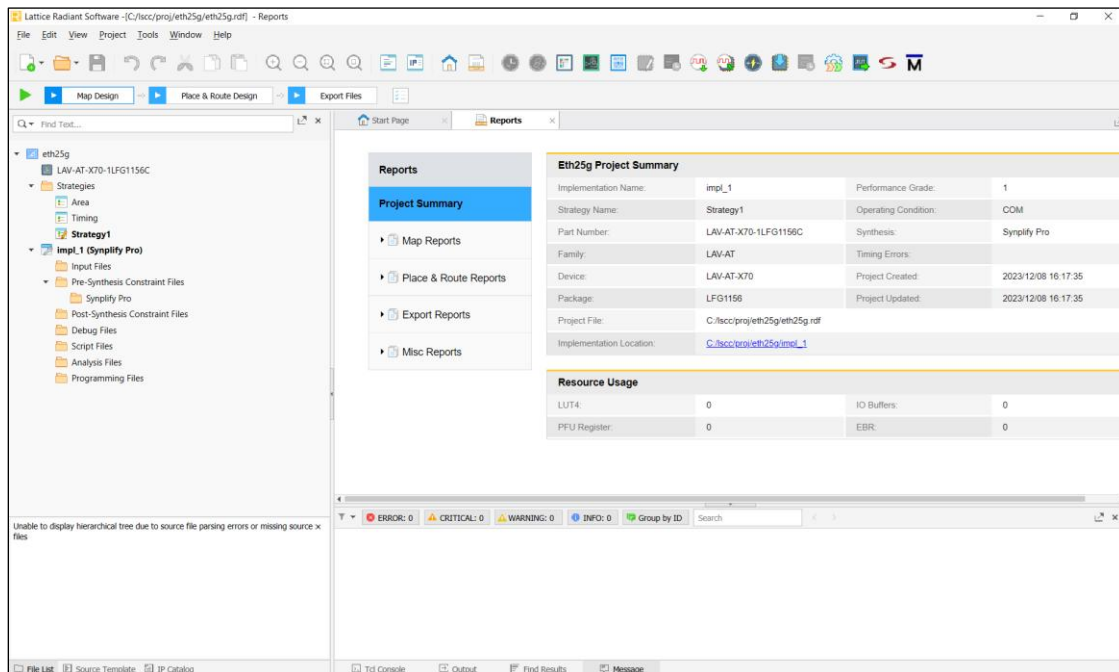 Lattice Radiant Software -[C:/lscc/proj/eth25g/eth25g.rdf] - Reports
File Edit View Project Tools Window Help
Map Design Place & Route Design Export Files
Find Text...
eth25g
LAV-AT-X70-1LFG1156C
Strategies
Area
Timing
Strategy1
impl_1 (Synplify Pro)
Input Files
Pre-Synthesis Constraint Files
Synplify Pro
Post-Synthesis Constraint Files
Debug Files
Script Files
Analysis Files
Programming Files
Unable to display hierarchical tree due to source file parsing errors or missing source
files
File List Source Template IP Catalog
Start Page Reports
Reports
Project Summary
Map Reports
Place & Route Reports
Export Reports
Misc Reports
Eth25g Project Summary
Implementation Name: impl_1 Performance Grade: 1
Strategy Name: Strategy1 Operating Condition: COM
Part Number: LAV-AT-X70-1LFG1156C Synthesis: Synplify Pro
Family: LAV-AT Timing Errors:
Device: LAV-AT-X70 Project Created: 2023/12/08 16:17:35
Package: LFG1156 Project Updated: 2023/12/08 16:17:35
Project File: C:/lscc/proj/eth25g/eth25g.rdf
Implementation Location: C:/lscc/proj/eth25g/impl_1
Resource Usage
LUT4: 0 IO Buffers: 0
PFU Register: 0 EBR: 0
ERROR: 0 CRITICAL: 0 WARNING: 0 INFO: 0 Group by ID Search
Tcl Console Output Find Results Message